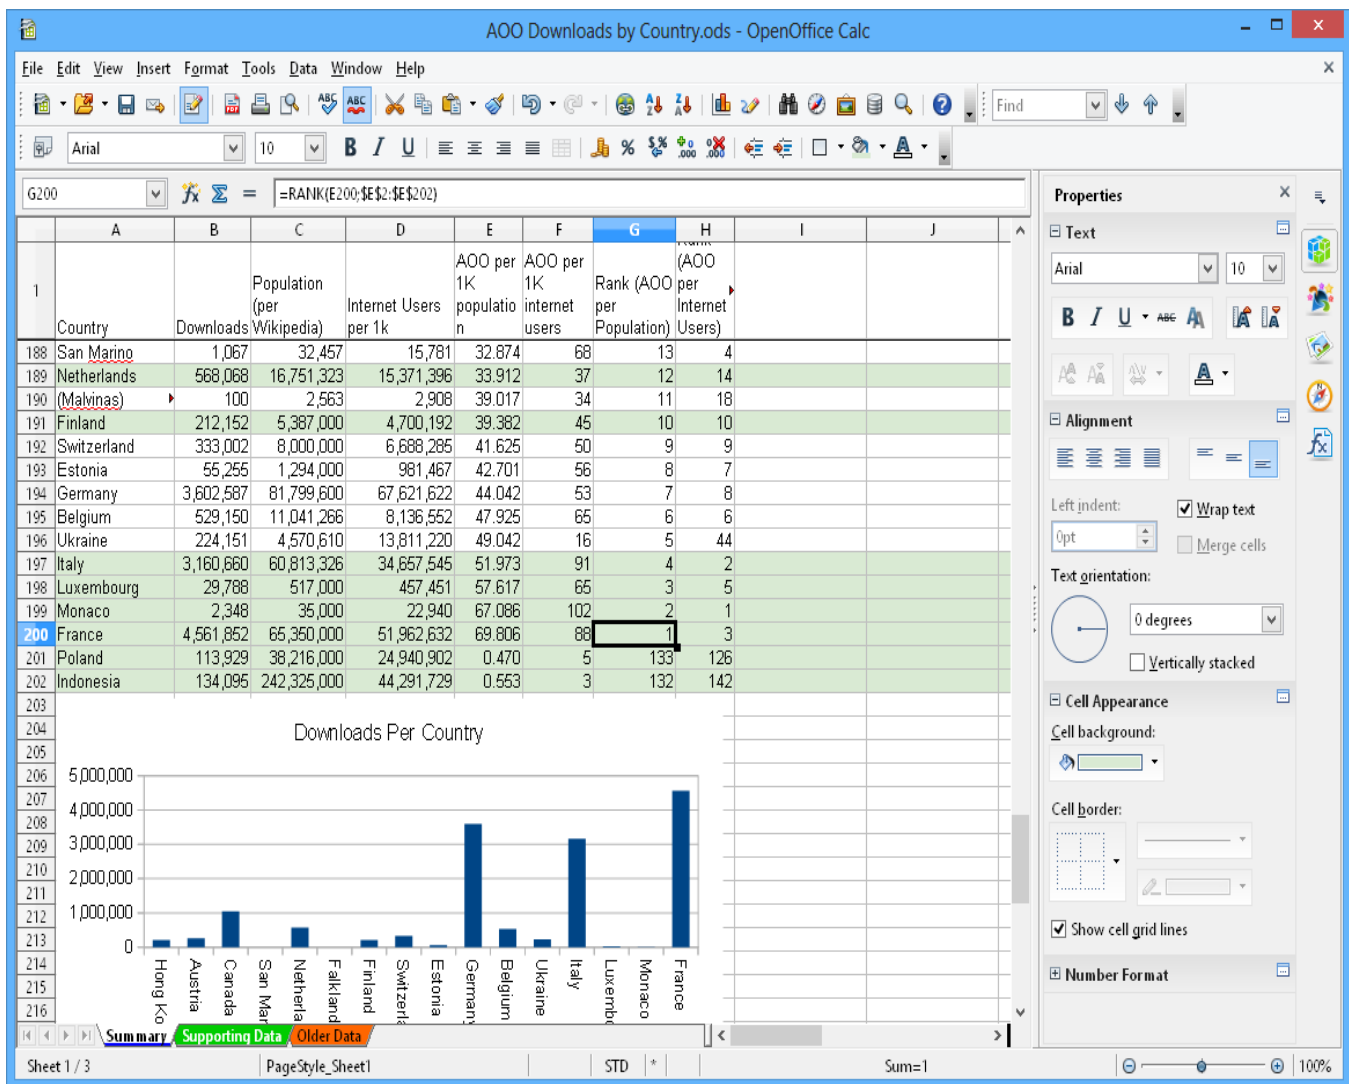 AOO Downloads by Country.ods - OpenOffice Calc
File Edit View Insert Format Tools Data Window Help
Find
Arial 10
G200 =RANK(E200;$E$2:$E$202)
A B C D E F G H I J
1 Country Downloads Population (per Wikipedia) Internet Users per 1k AOO per 1K population AOO per 1K internet users Rank (AOO per Population) (AOO per Internet Users)
188 San Marino 1,067 32,457 15,781 32.874 68 13 4
189 Netherlands 568,068 16,751,323 15,371,396 33.912 37 12 14
190 (Malvinas) 100 2,563 2,908 39.017 34 11 18
191 Finland 212,152 5,387,000 4,700,192 39.382 45 10 10
192 Switzerland 333,002 8,000,000 6,688,285 41.625 50 9 9
193 Estonia 55,255 1,294,000 981,467 42.701 56 8 7
194 Germany 3,602,587 81,799,600 67,621,622 44.042 53 7 8
195 Belgium 529,150 11,041,266 8,136,552 47.925 65 6 6
196 Ukraine 224,151 4,570,610 13,811,220 49.042 16 5 44
197 Italy 3,160,660 60,813,326 34,657,545 51.973 91 4 2
198 Luxembourg 29,788 517,000 457,451 57.617 65 3 5
199 Monaco 2,348 35,000 22,940 67.086 102 2 1
200 France 4,561,852 65,350,000 51,962,632 69.806 88 1 3
201 Poland 113,929 38,216,000 24,940,902 0.470 5 133 126
202 Indonesia 134,095 242,325,000 44,291,729 0.553 3 132 142
203
204
205
206
207
208
209
210
211
212
213
214
215
216
Downloads Per Country
5,000,000
4,000,000
3,000,000
2,000,000
1,000,000
0
Hong Ko
Austria
Canada
San Mar
Netherla
Falkland
Finland
Switzerla
Estonia
Germany
Belgium
Ukraine
Italy
Luxembo
Monaco
France
Summary Supporting Data Older Data
Sheet 1 / 3 PageStyle_Sheet1 STD * Sum=1 100%
Properties
Text
Arial 10
Alignment
Left indent: Wrap text
0pt Merge cells
Text orientation:
0 degrees
Vertically stacked
Cell Appearance
Cell background:
Cell border:
Show cell grid lines
Number Format